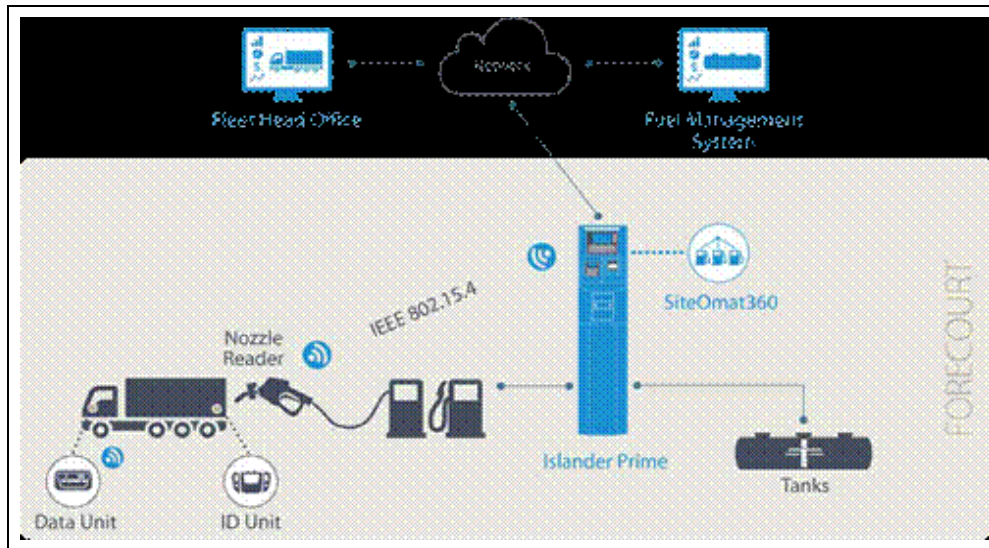 Network
Fleet Head Office
Fuel Management
System
SiteOmat360
IEEE 802.15.4
Nozzle
Reader
FORECOURT
Islander Prime
Tanks
Data Unit
ID Unit